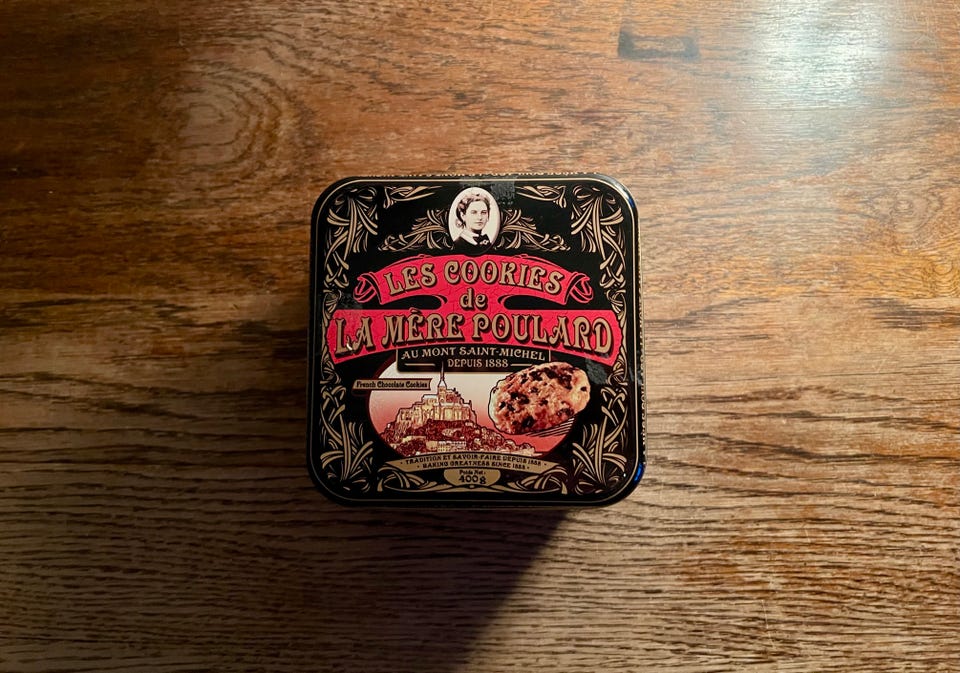 LES COOKIES
de
LA MÈRE POULARD
AU MONT SAINT-MICHEL
DEPUIS 1888
French Chocolate Cookies
TRADITION ET SAVOIR-FAIRE DEPUIS 1888
BAKING GREATNESS SINCE 1888
Poids Net:
400 g